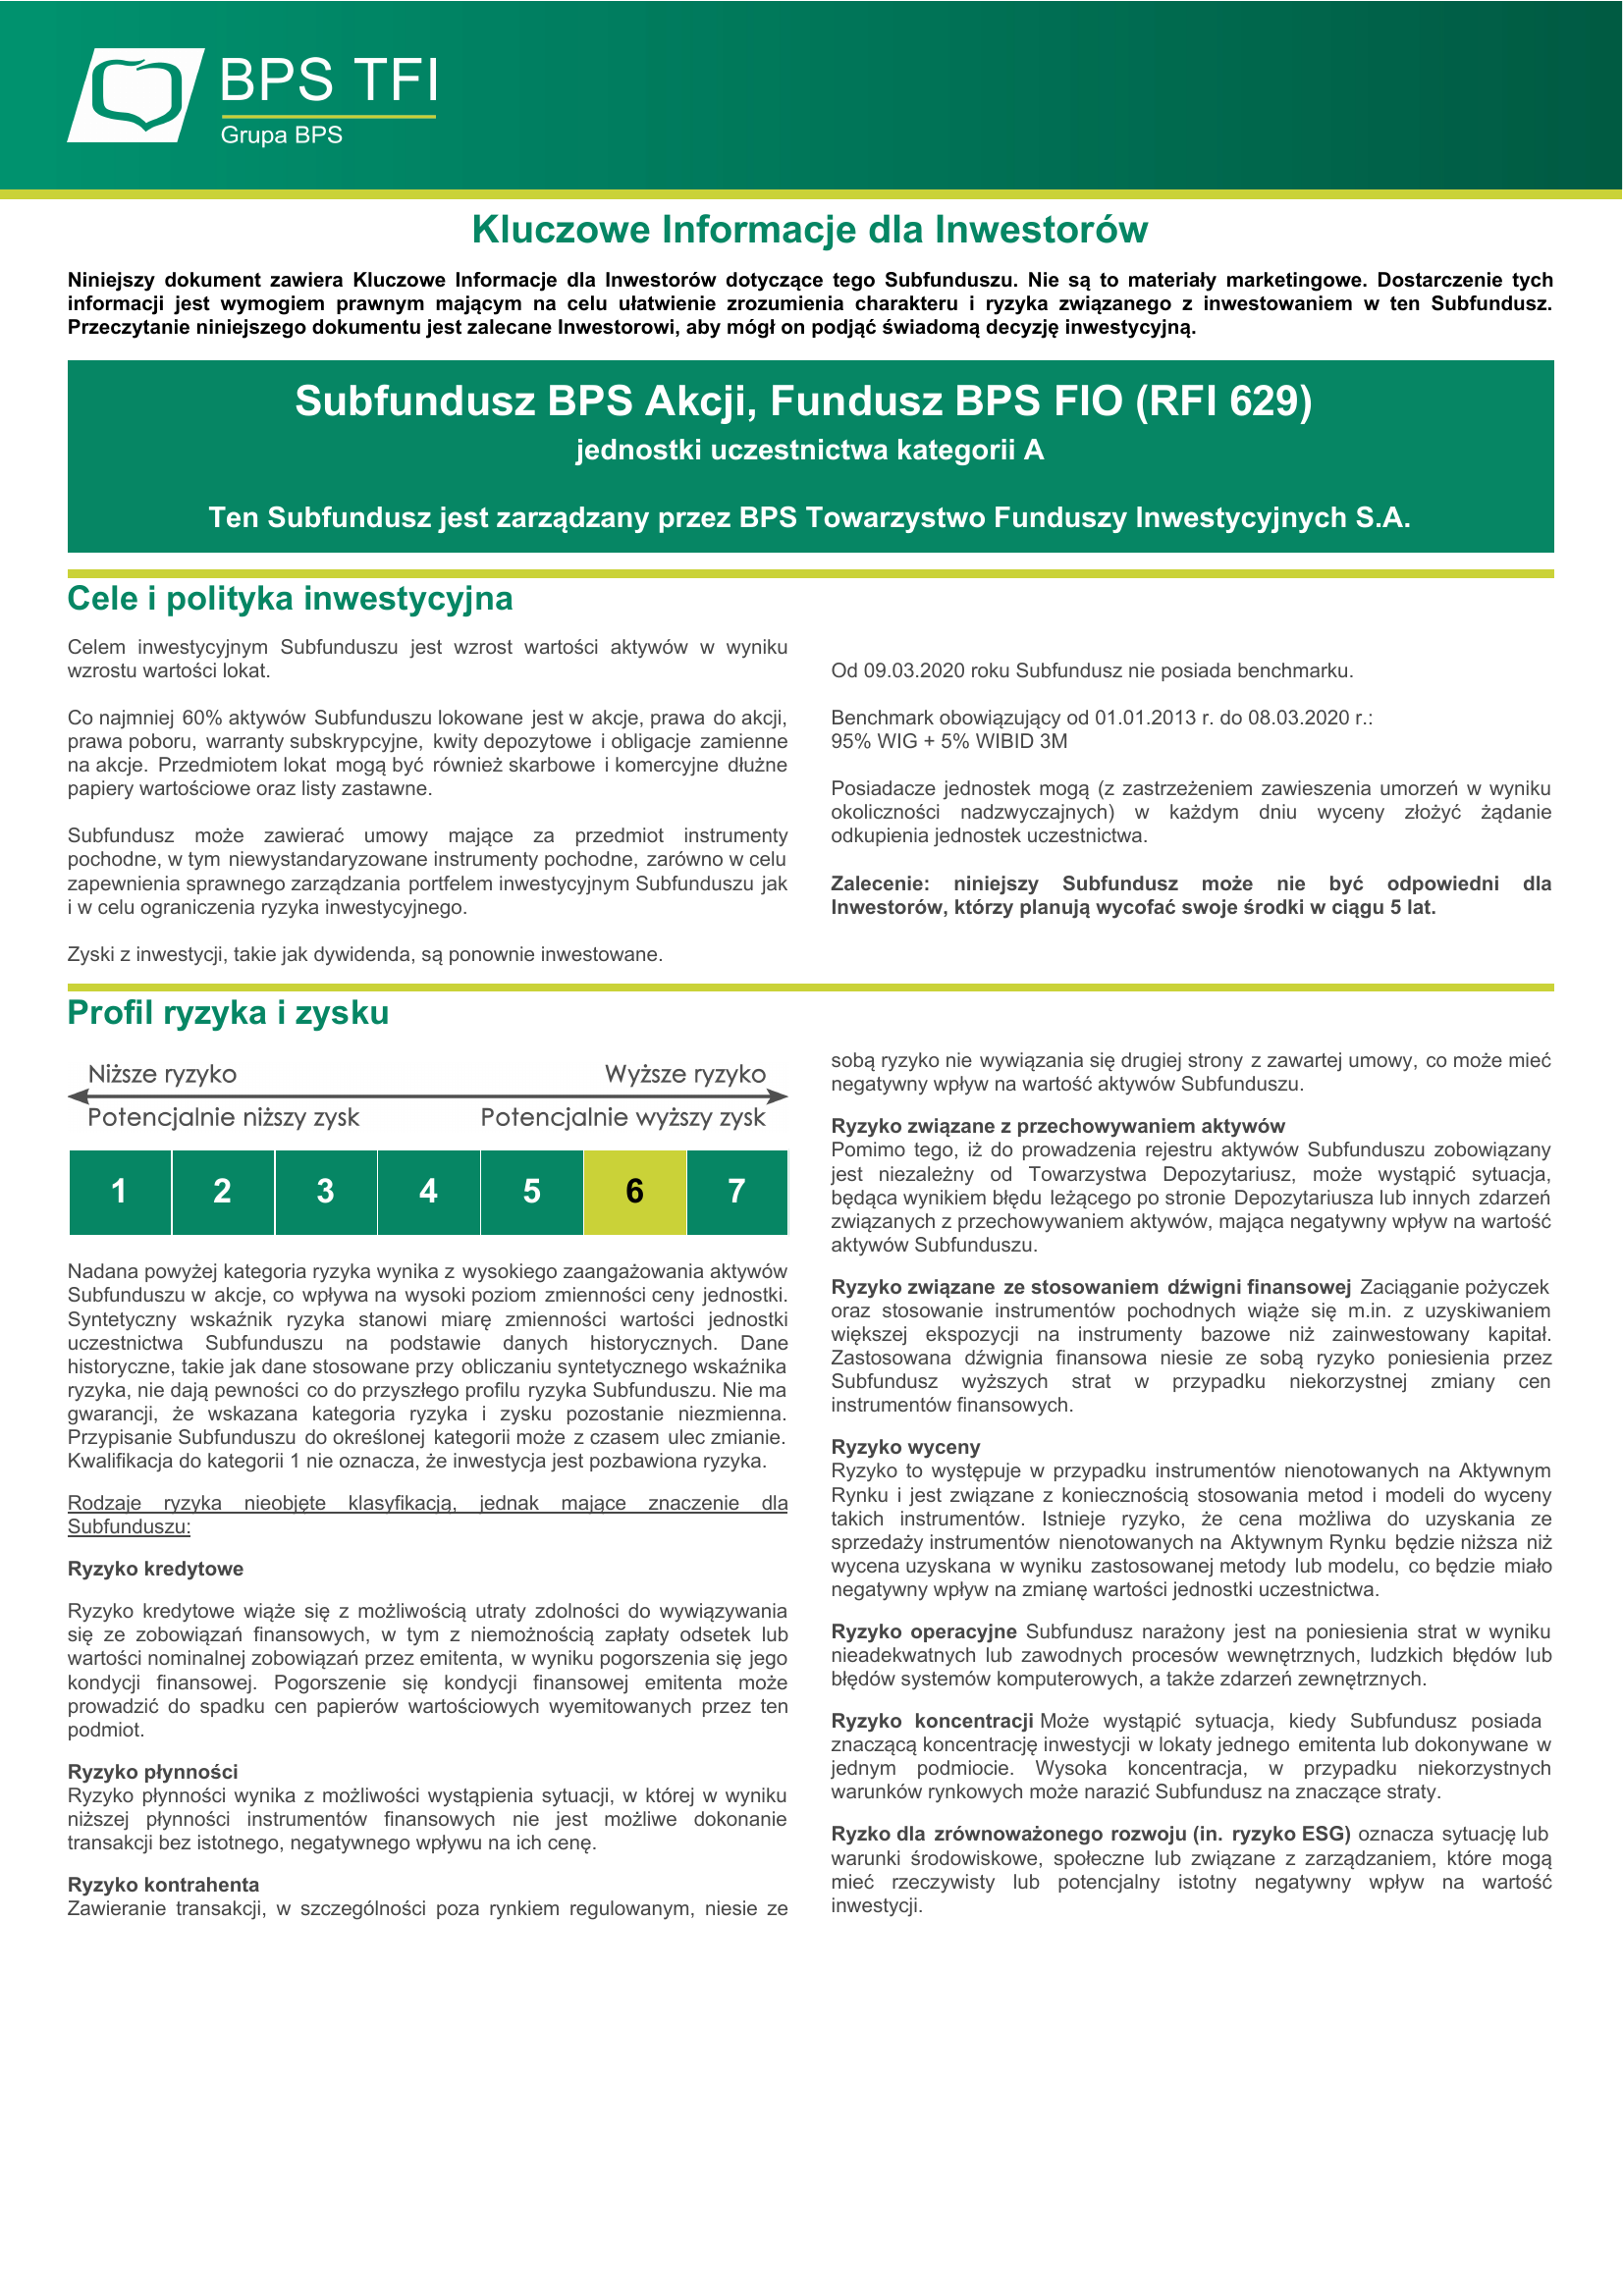 BPS TFI
Grupa BPS
Kluczowe Informacje dla Inwestorów
Niniejszy dokument zawiera Kluczowe Informacje dla Inwestorów dotyczące tego Subfunduszu. Nie są to materiały marketingowe. Dostarczenie tych
informacji jest wymogiem prawnym mającym na celu ułatwienie zrozumienia charakteru i ryzyka związanego z inwestowaniem w ten Subfundusz.
Przeczytanie niniejszego dokumentu jest zalecane Inwestorowi, aby mógł on podjąć świadomą decyzję inwestycyjną.
Subfundusz BPS Akcji, Fundusz BPS FIO (RFI 629)
jednostki uczestnictwa kategorii A
Ten Subfundusz jest zarządzany przez BPS Towarzystwo Funduszy Inwestycyjnych S.A.
Cele i polityka inwestycyjna
Celem inwestycyjnym Subfunduszu jest wzrost wartości aktywów w wyniku
wzrostu wartości lokat.
Co najmniej 60% aktywów Subfunduszu lokowane jest w akcje, prawa do akcji,
prawa poboru, warranty subskrypcyjne, kwity depozytowe i obligacje zamienne
na akcje. Przedmiotem lokat mogą być również skarbowe i komercyjne dłużne
papiery wartościowe oraz listy zastawne.
Subfundusz może zawierać umowy mające za przedmiot instrumenty
pochodne, w tym niewystandaryzowane instrumenty pochodne, zarówno w celu
zapewnienia sprawnego zarządzania portfelem inwestycyjnym Subfunduszu jak
i w celu ograniczenia ryzyka inwestycyjnego.
Zyski z inwestycji, takie jak dywidenda, są ponownie inwestowane.
Od 09.03.2020 roku Subfundusz nie posiada benchmarku.
Benchmark obowiązujący od 01.01.2013 r. do 08.03.2020 r.:
95% WIG + 5% WIBID 3M
Posiadacze jednostek mogą (z zastrzeżeniem zawieszenia umorzeń w wyniku
okoliczności nadzwyczajnych) w każdym dniu wyceny złożyć żądanie
odkupienia jednostek uczestnictwa.
Zalecenie: niniejszy Subfundusz może nie być odpowiedni dla
Inwestorów, którzy planują wycofać swoje środki w ciągu 5 lat.
Profil ryzyka i zysku
Niższe ryzyko Wyższe ryzyko
Potencjalnie niższy zysk Potencjalnie wyższy zysk
1 2 3 4 5 6 7
Nadana powyżej kategoria ryzyka wynika z wysokiego zaangażowania aktywów
Subfunduszu w akcje, co wpływa na wysoki poziom zmienności ceny jednostki.
Syntetyczny wskaźnik ryzyka stanowi miarę zmienności wartości jednostki
uczestnictwa Subfunduszu na podstawie danych historycznych. Dane
historyczne, takie jak dane stosowane przy obliczaniu syntetycznego wskaźnika
ryzyka, nie dają pewności co do przyszłego profilu ryzyka Subfunduszu. Nie ma
gwarancji, że wskazana kategoria ryzyka i zysku pozostanie niezmienna.
Przypisanie Subfunduszu do określonej kategorii może z czasem ulec zmianie.
Kwalifikacja do kategorii 1 nie oznacza, że inwestycja jest pozbawiona ryzyka.
Rodzaje ryzyka nieobjęte klasyfikacją, jednak mające znaczenie dla
Subfunduszu:
Ryzyko kredytowe
Ryzyko kredytowe wiąże się z możliwością utraty zdolności do wywiązywania
się ze zobowiązań finansowych, w tym z niemożnością zapłaty odsetek lub
wartości nominalnej zobowiązań przez emitenta, w wyniku pogorszenia się jego
kondycji finansowej. Pogorszenie się kondycji finansowej emitenta może
prowadzić do spadku cen papierów wartościowych wyemitowanych przez ten
podmiot.
Ryzyko płynności
Ryzyko płynności wynika z możliwości wystąpienia sytuacji, w której w wyniku
niższej płynności instrumentów finansowych nie jest możliwe dokonanie
transakcji bez istotnego, negatywnego wpływu na ich cenę.
Ryzyko kontrahenta
Zawieranie transakcji, w szczególności poza rynkiem regulowanym, niesie ze
sobą ryzyko nie wywiązania się drugiej strony z zawartej umowy, co może mieć
negatywny wpływ na wartość aktywów Subfunduszu.
Ryzyko związane z przechowywaniem aktywów
Pomimo tego, iż do prowadzenia rejestru aktywów Subfunduszu zobowiązany
jest niezależny od Towarzystwa Depozytariusz, może wystąpić sytuacja,
będąca wynikiem błędu leżącego po stronie Depozytariusza lub innych zdarzeń
związanych z przechowywaniem aktywów, mająca negatywny wpływ na wartość
aktywów Subfunduszu.
Ryzyko związane ze stosowaniem dźwigni finansowej Zaciąganie pożyczek
oraz stosowanie instrumentów pochodnych wiąże się m.in. z uzyskiwaniem
większej ekspozycji na instrumenty bazowe niż zainwestowany kapitał.
Zastosowana dźwignia finansowa niesie ze sobą ryzyko poniesienia przez
Subfundusz wyższych strat w przypadku niekorzystnej zmiany cen
instrumentów finansowych.
Ryzyko wyceny
Ryzyko to występuje w przypadku instrumentów nienotowanych na Aktywnym
Rynku i jest związane z koniecznością stosowania metod i modeli do wyceny
takich instrumentów. Istnieje ryzyko, że cena możliwa do uzyskania ze
sprzedaży instrumentów nienotowanych na Aktywnym Rynku będzie niższa niż
wycena uzyskana w wyniku zastosowanej metody lub modelu, co będzie miało
negatywny wpływ na zmianę wartości jednostki uczestnictwa.
Ryzyko operacyjne Subfundusz narażony jest na poniesienia strat w wyniku
nieadekwatnych lub zawodnych procesów wewnętrznych, ludzkich błędów lub
błędów systemów komputerowych, a także zdarzeń zewnętrznych.
Ryzyko koncentracji Może wystąpić sytuacja, kiedy Subfundusz posiada
znaczącą koncentrację inwestycji w lokaty jednego emitenta lub dokonywane w
jednym podmiocie. Wysoka koncentracja, w przypadku niekorzystnych
warunków rynkowych może narazić Subfundusz na znaczące straty.
Ryzko dla zrównoważonego rozwoju (in. ryzyko ESG) oznacza sytuację lub
warunki środowiskowe, społeczne lub związane z zarządzaniem, które mogą
mieć rzeczywisty lub potencjalny istotny negatywny wpływ na wartość
inwestycji.